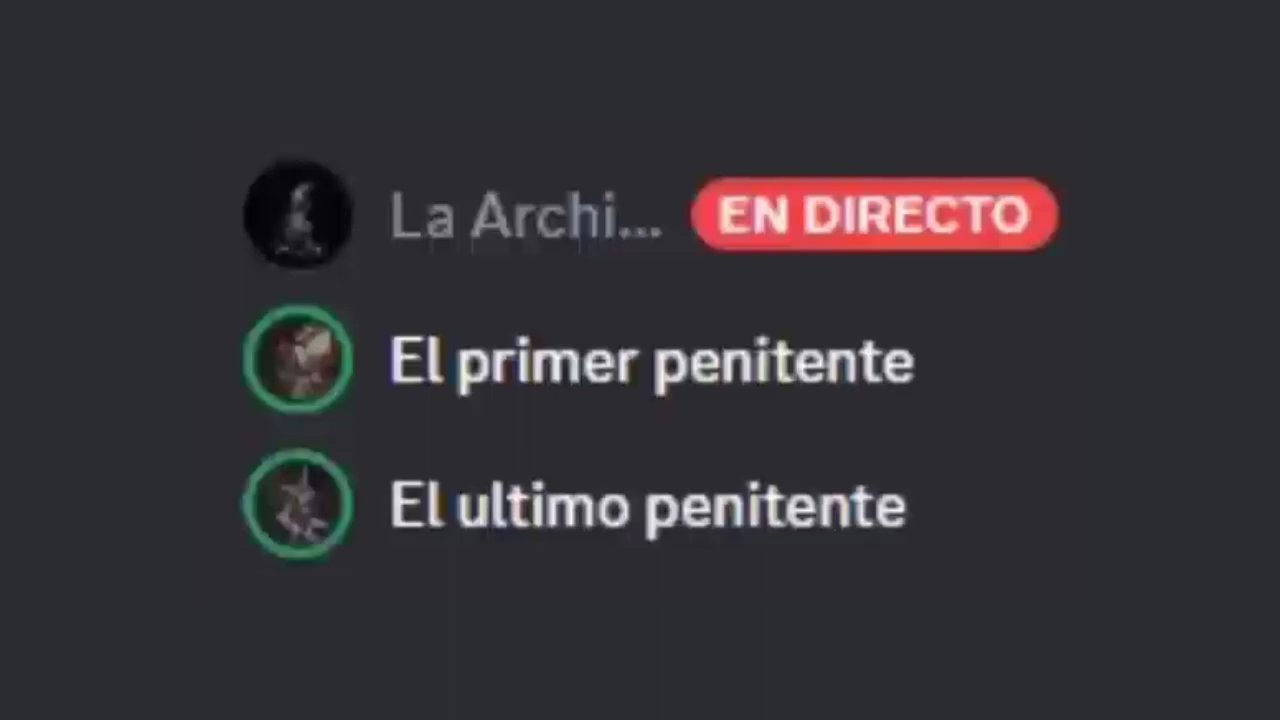 La Archi... EN DIRECTO
El primer penitente
El ultimo penitente